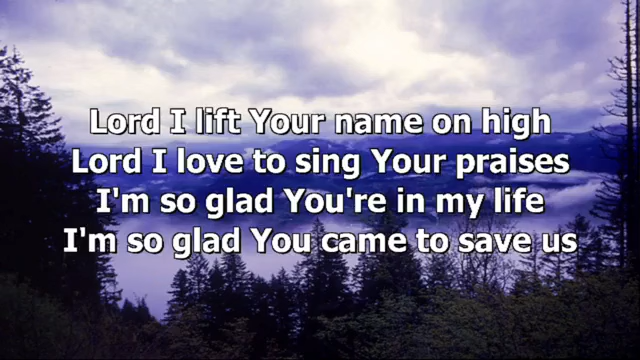 Lord I lift Your name on high
Lord I love to sing Your praises
I'm so glad You're in my life
I'm so glad You came to save us